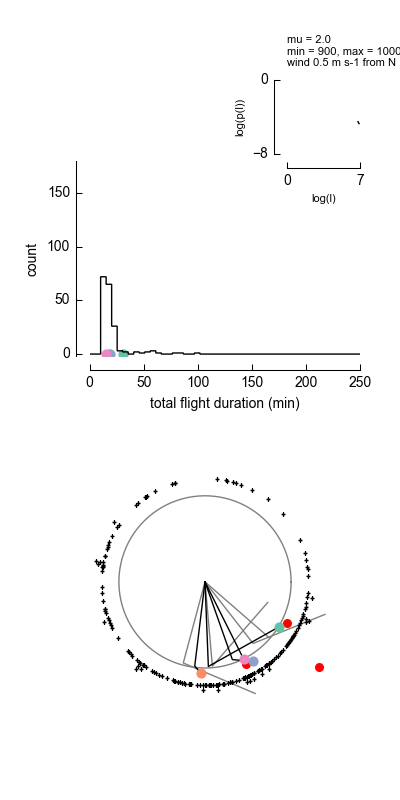 mu = 2.0
min = 900, max = 1000
wind 0.5 m s-1 from N
0
log(p(l))
−8
0 7
log(l)
150
100
50
0
count
0 50 100 150 200 250
total flight duration (min)